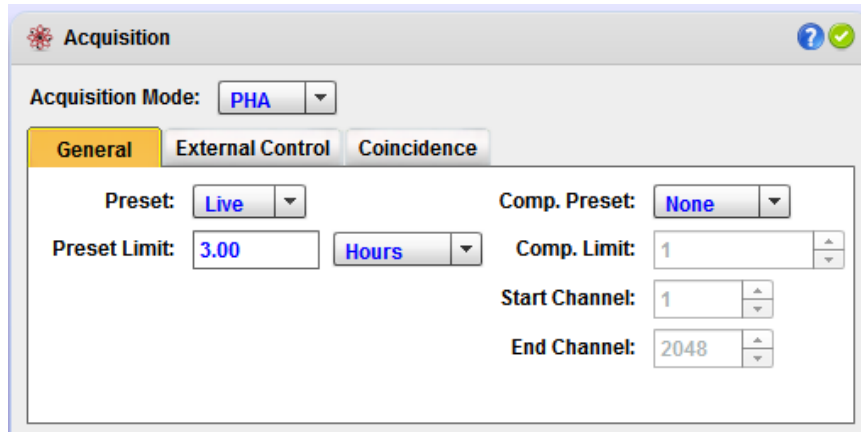 Acquisition
Acquisition Mode: PHA
General External Control Coincidence
Preset: Live Comp. Preset: None
Preset Limit: 3.00 Hours Comp. Limit: 1
Start Channel: 1
End Channel: 2048